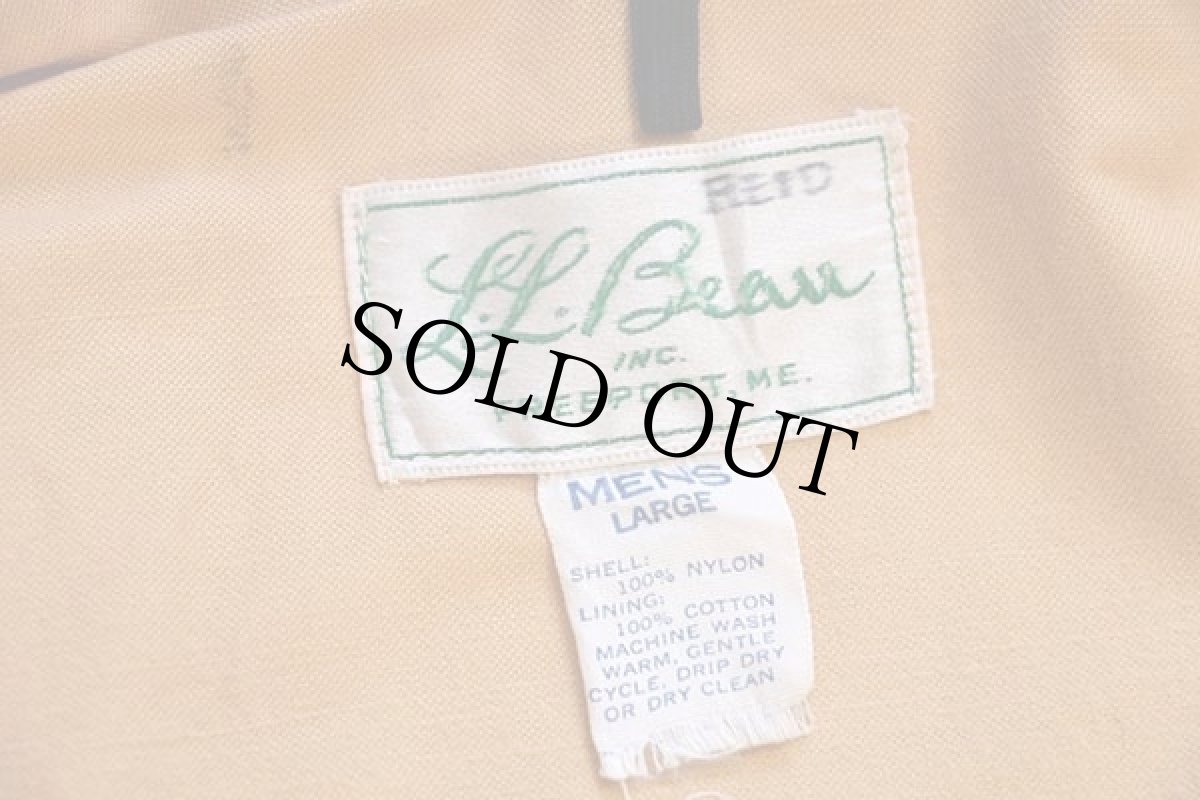 REID
L.L. Bean
INC.
FREEPORT, ME.
SOLD OUT
MENS
LARGE
SHELL:
100% NYLON
LINING:
100% COTTON
MACHINE WASH
WARM, GENTLE
CYCLE, DRIP DRY
OR DRY CLEAN